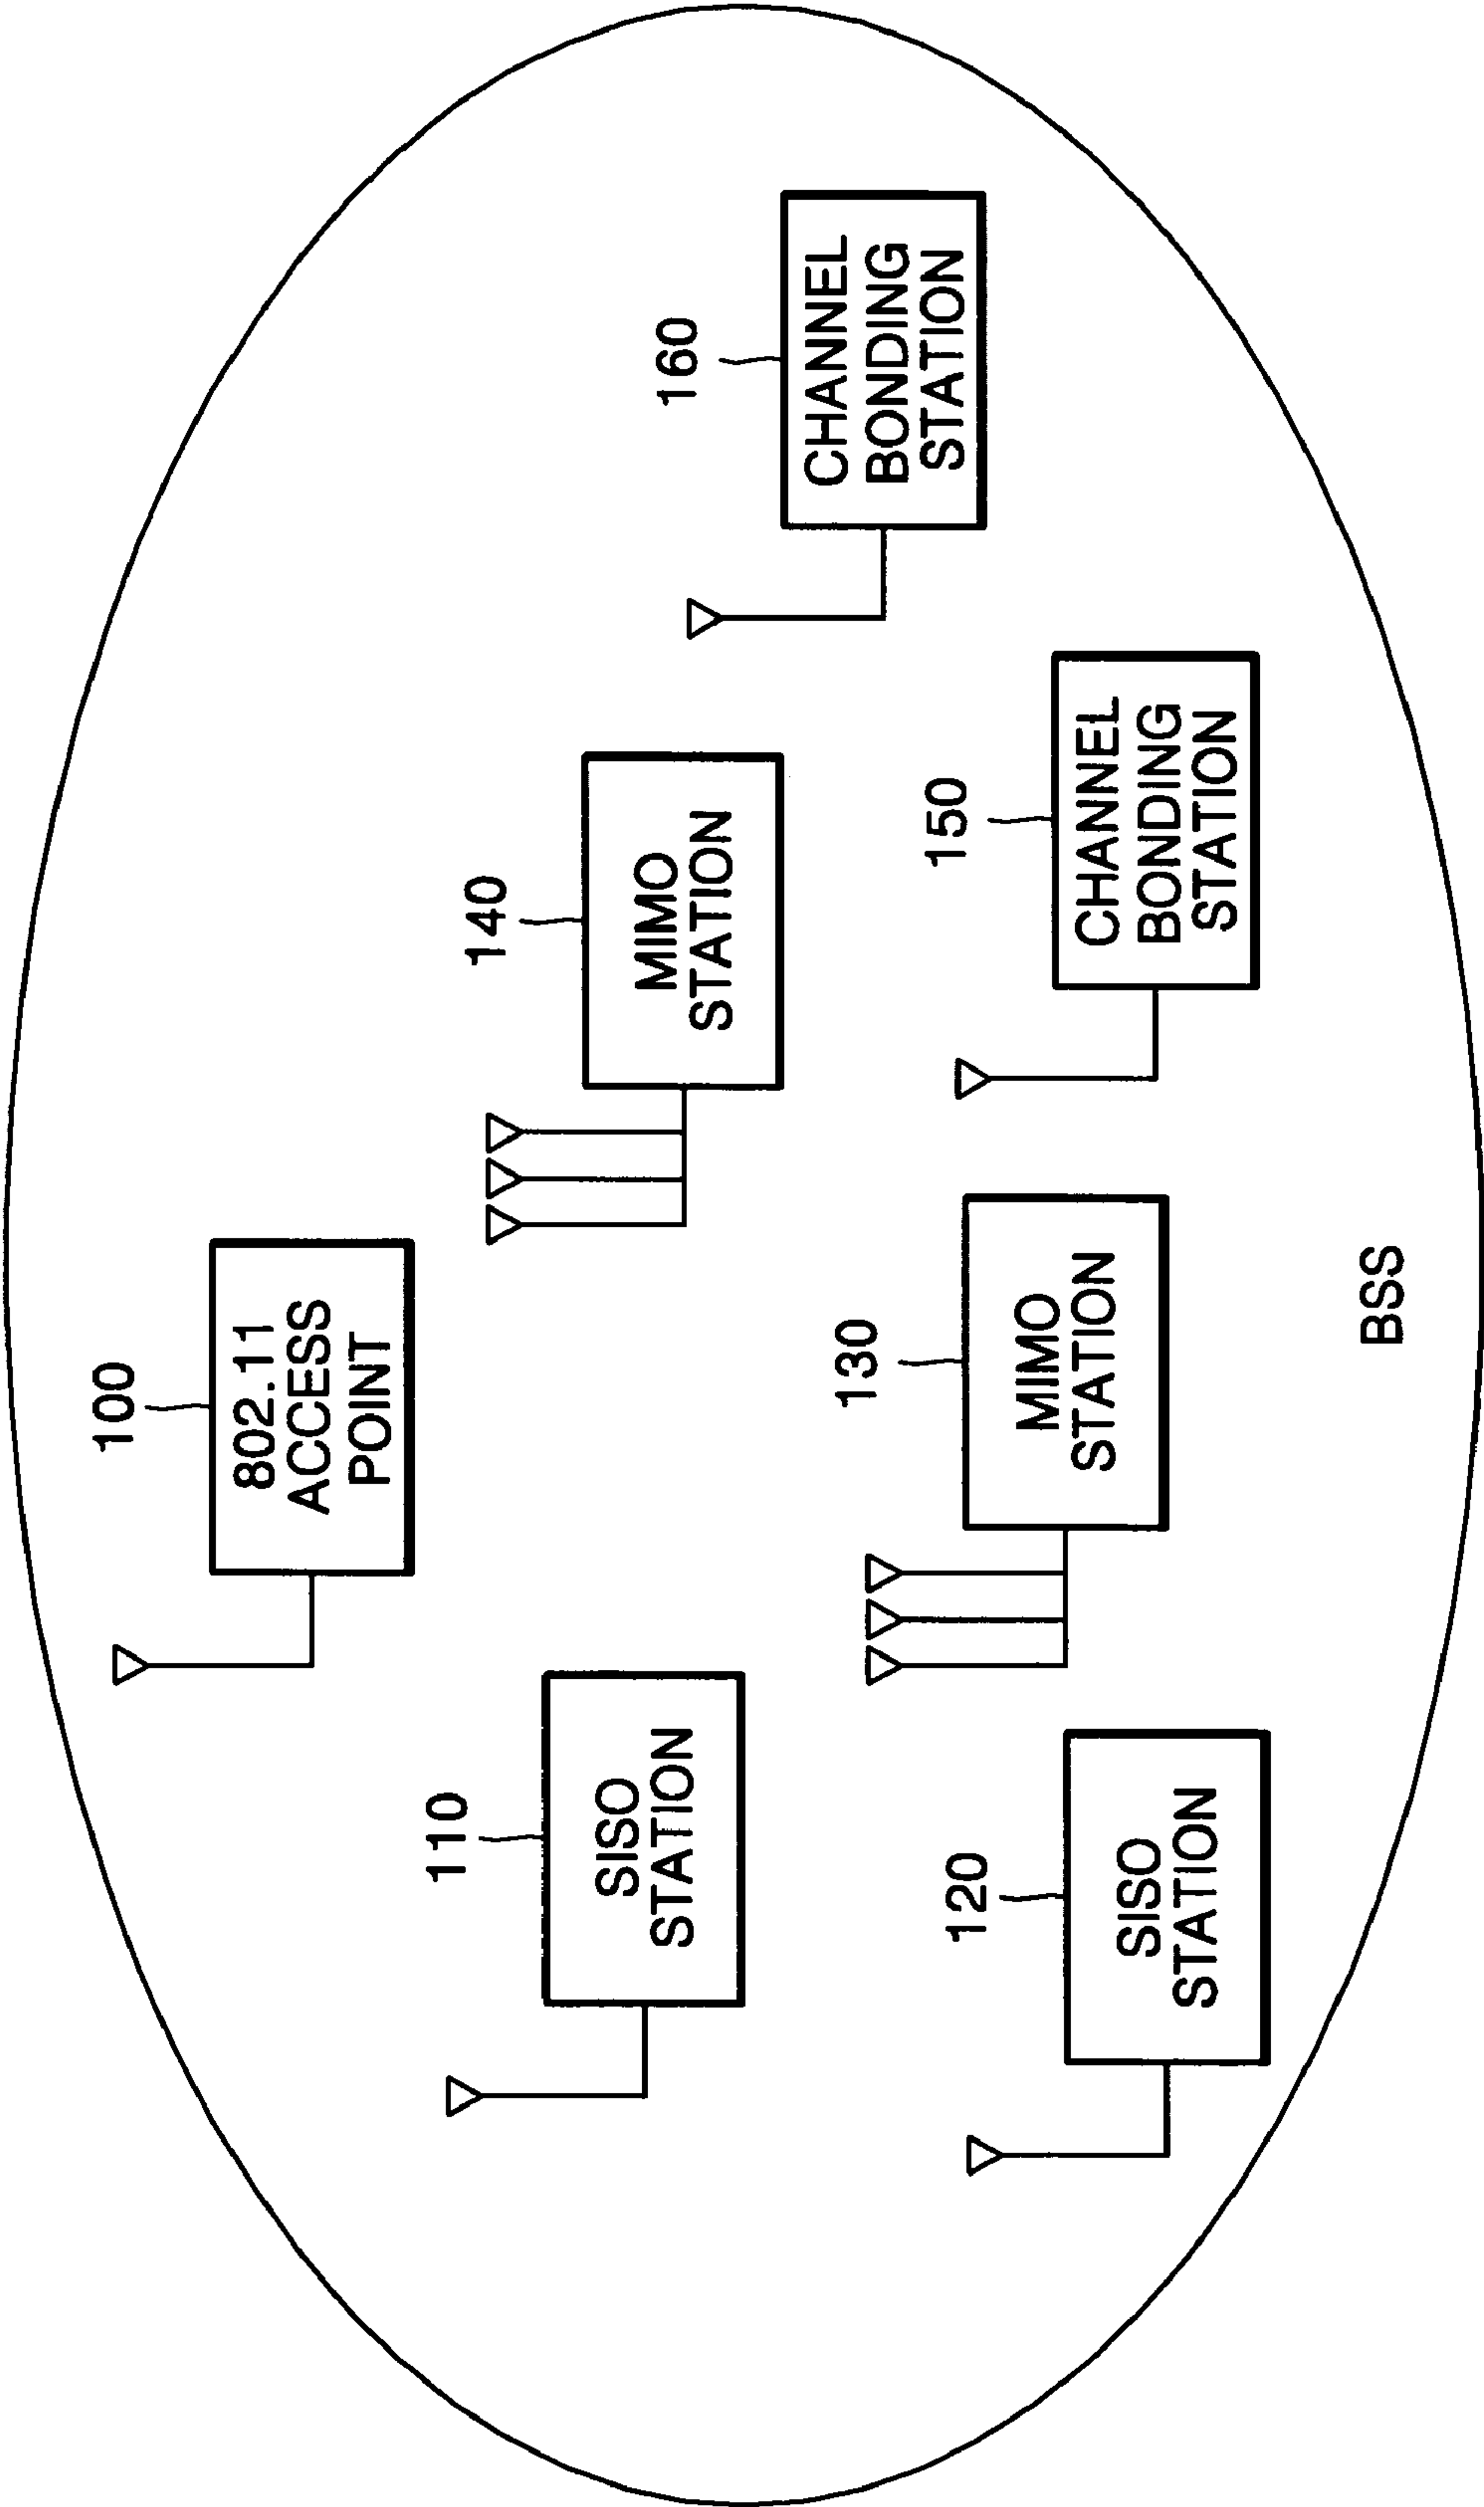 100
802.11
ACCESS
POINT
110
SISO
STATION
140
MIMO
STATION
160
CHANNEL
BONDING
STATION
120
SISO
STATION
130
MIMO
STATION
150
CHANNEL
BONDING
STATION
BSS